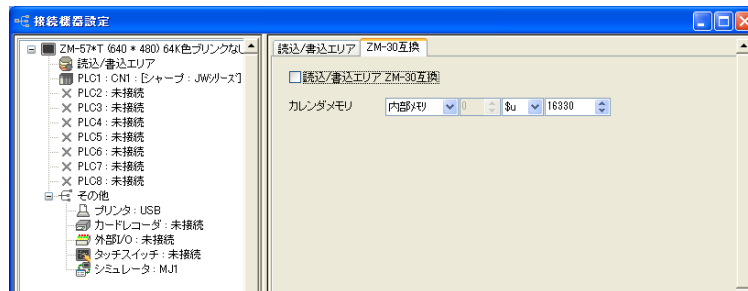 接続機器設定
ZM-57*T (640 * 480) 64K色ブリンクなし
読込/書込エリア
PLC1 : CN1 : [シャープ : JWシリーズ]
PLC2 : 未接続
PLC3 : 未接続
PLC4 : 未接続
PLC5 : 未接続
PLC6 : 未接続
PLC7 : 未接続
PLC8 : 未接続
その他
プリンタ : USB
カードレコーダ : 未接続
外部I/O : 未接続
タッチスイッチ : 未接続
シミュレータ : MJ1
読込/書込エリア ZM-30互換
読込/書込エリア ZM-30互換
カレンダメモリ 内部メモリ 0 $u 16330